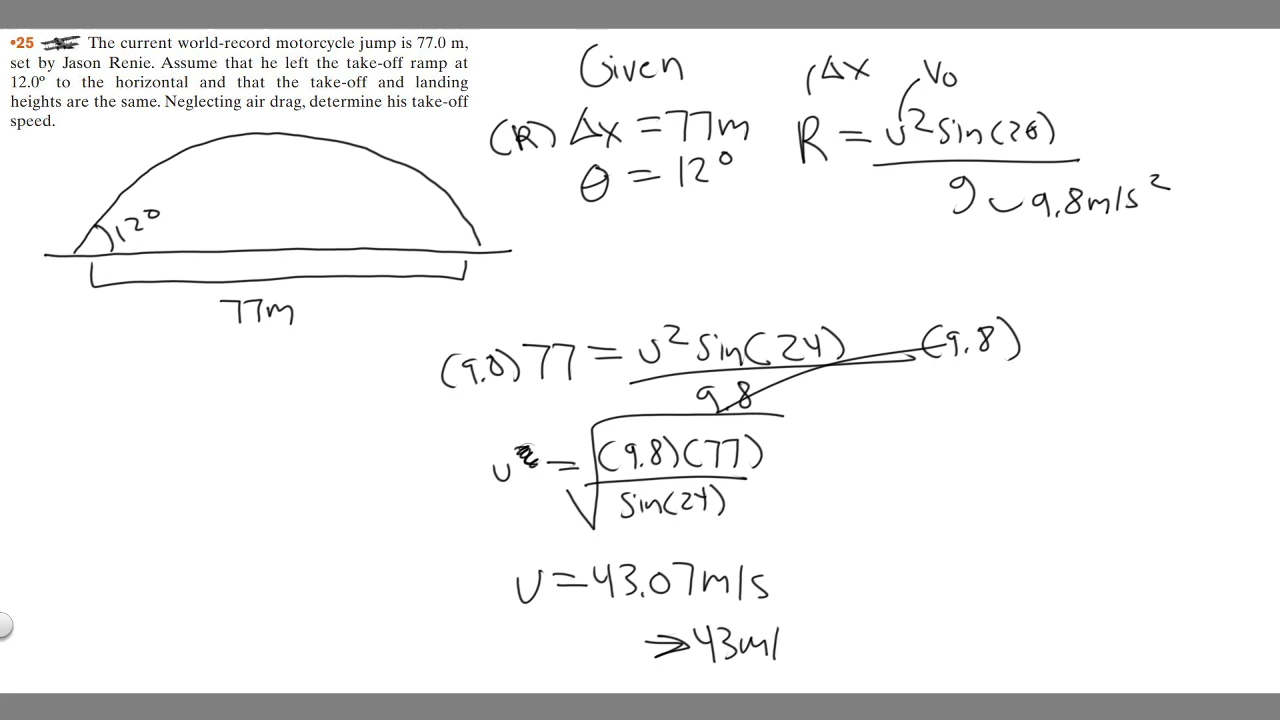 •25 The current world-record motorcycle jump is 77.0 m,
set by Jason Renie. Assume that he left the take-off ramp at
12.0º to the horizontal and that the take-off and landing
heights are the same. Neglecting air drag, determine his take-off
speed.
12°
77m
Given
(R) Δx = 77m
θ = 12°
Δx V₀
R = v² sin(2θ)
g 9.8m/s²
(9.8) 77 = v² sin(24) (9.8)
9.8
v = √(9.8)(77)
sin(24)
v = 43.07m/s
⇒ 43m/